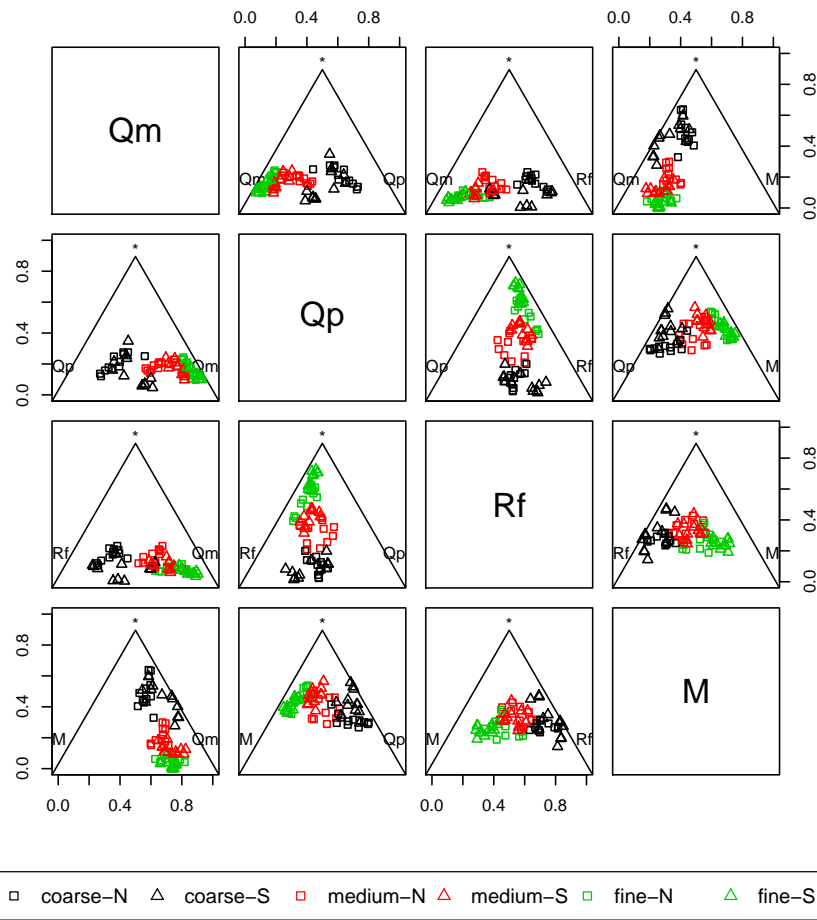 0.0 0.4 0.8 0.0 0.4 0.8
Qm
*
Qm Qp
*
Qm Rf
*
Qm M
0.0 0.4 0.8
0.0 0.4 0.8
*
Qp Qm
Qp
*
Qp Rf
*
Qp M
*
Rf Qm
*
Rf Qp
Rf
*
Rf M
0.0 0.4 0.8
0.0 0.4 0.8
*
M Qm
*
M Qp
*
M Rf
M
0.0 0.4 0.8 0.0 0.4 0.8
coarse−N coarse−S medium−N medium−S fine−N fine−S